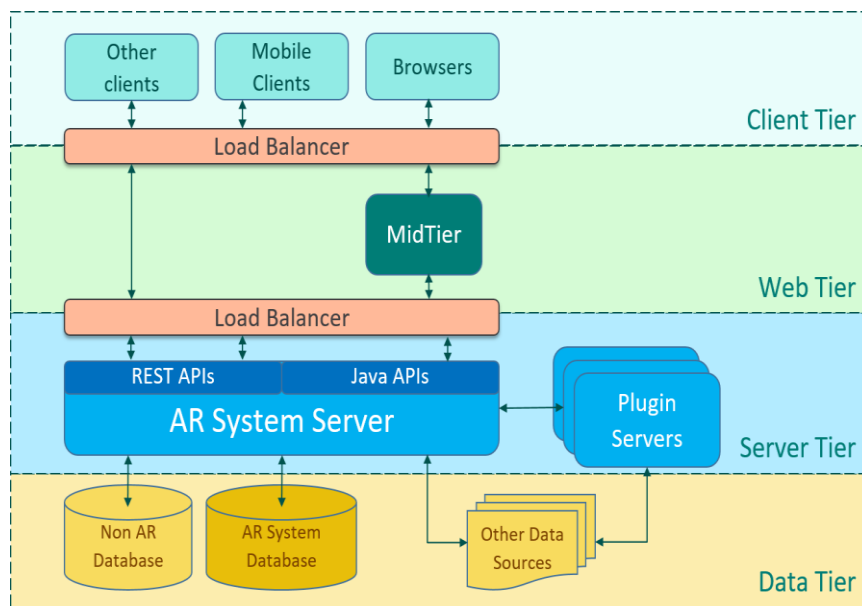 Other
clients
Mobile
Clients
Browsers
Client Tier
Load Balancer
MidTier
Web Tier
Load Balancer
REST APIs
Java APIs
AR System Server
Plugin
Servers
Server Tier
Non AR
Database
AR System
Database
Other Data
Sources
Data Tier